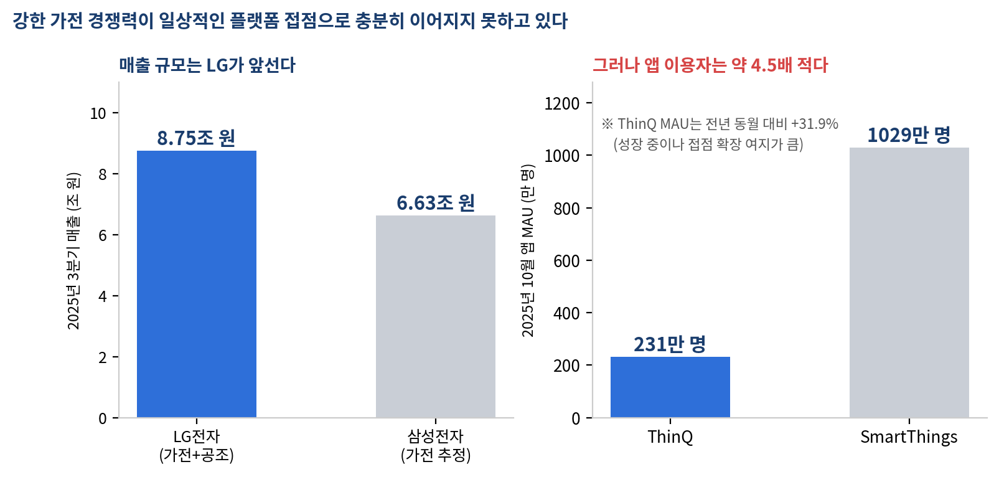 강한 가전 경쟁력이 일상적인 플랫폼 접점으로 충분히 이어지지 못하고 있다
매출 규모는 LG가 앞선다
2025년 3분기 매출 (조 원)
10
8
6
4
2
0
8.75조 원
6.63조 원
LG전자
(가전+공조)
삼성전자
(가전 추정)
그러나 앱 이용자는 약 4.5배 적다
2025년 10월 앱 MAU (만 명)
1200
1000
800
600
400
200
0
※ ThinQ MAU는 전년 동월 대비 +31.9%
(성장 중이나 접점 확장 여지가 큼)
231만 명
1029만 명
ThinQ
SmartThings